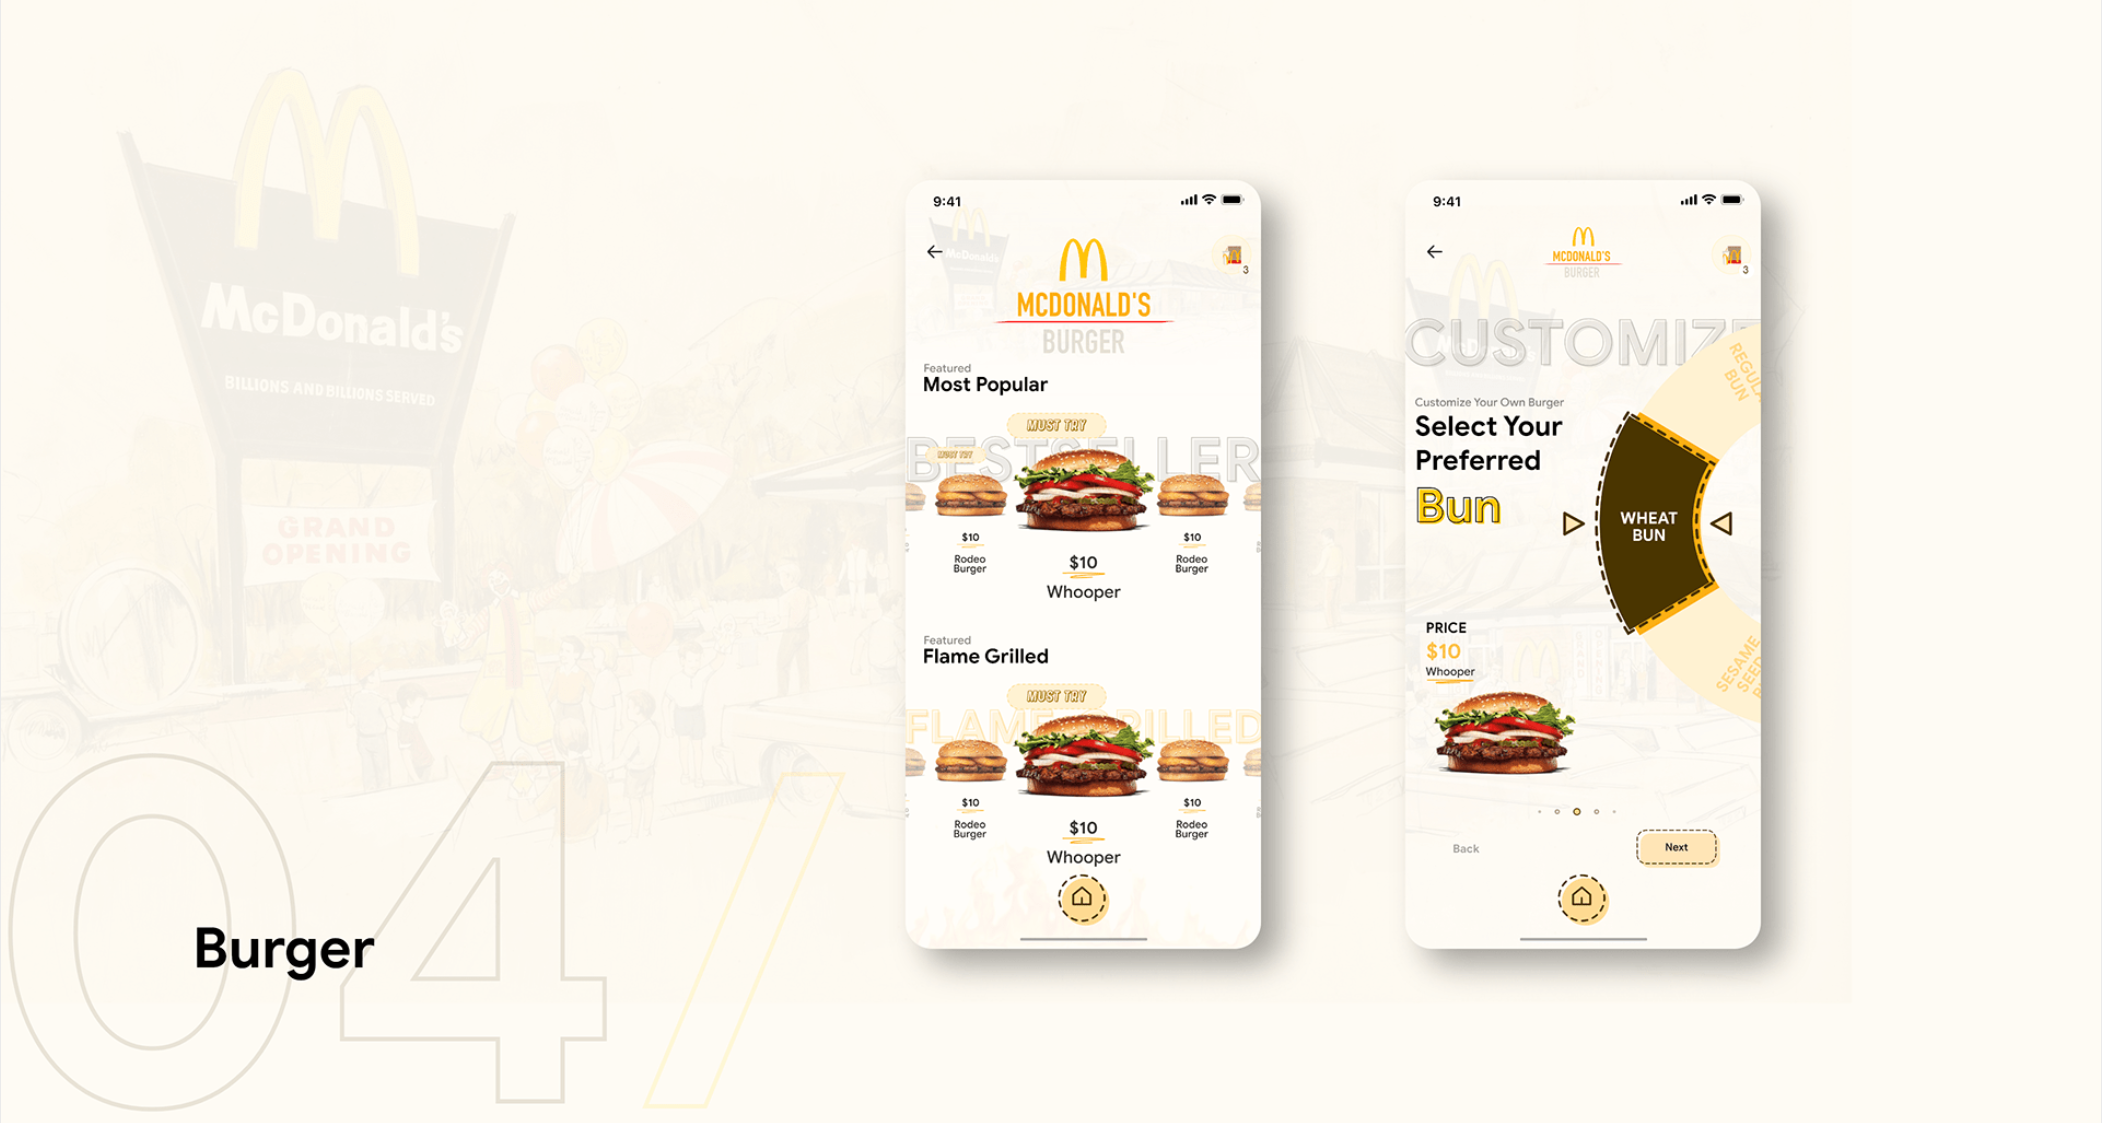 McDonald's
BILLIONS AND BILLIONS SERVED
GRAND
OPENING
04/
Burger
9:41
McDonald's
3
MCDONALD'S
BURGER
Featured
Most Popular
MUST TRY
BESTSELLER
MUST TRY
$10
Rodeo
Burger
$10
Whooper
$10
Rodeo
Burger
Featured
Flame Grilled
MUST TRY
FLAME GRILLED
$10
Rodeo
Burger
$10
Whooper
$10
Rodeo
Burger
9:41
MCDONALD'S
BURGER
3
CUSTOMIZE
Customize Your Own Burger
Select Your
Preferred
Bun
REGULA
BUN
WHEAT
BUN
SESAME
SEED
PRICE
$10
Whooper
Back
Next